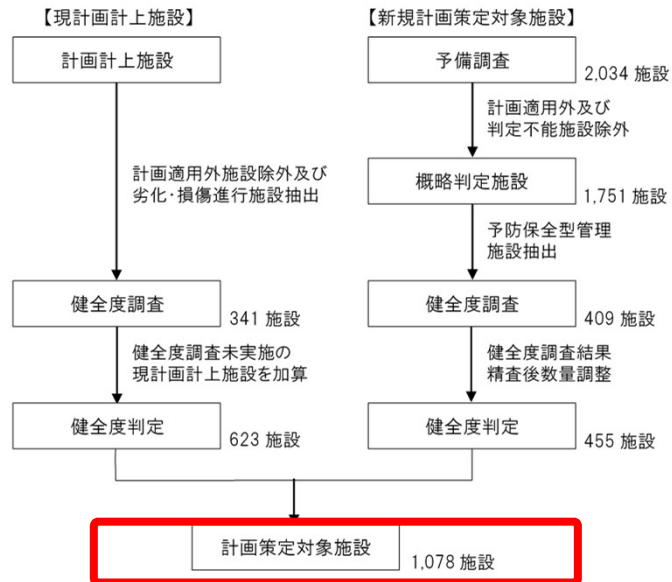 【現計画計上施設】
計画計上施設
計画適用外施設除外及び
劣化・損傷進行施設抽出
健全度調査
341 施設
健全度調査未実施の
現計画計上施設を加算
健全度判定
623 施設
【新規計画策定対象施設】
予備調査
2,034 施設
計画適用外及び
判定不能施設除外
概略判定施設
1,751 施設
予防保全型管理
施設抽出
健全度調査
409 施設
健全度調査結果
精査後数量調整
健全度判定
455 施設
計画策定対象施設
1,078 施設